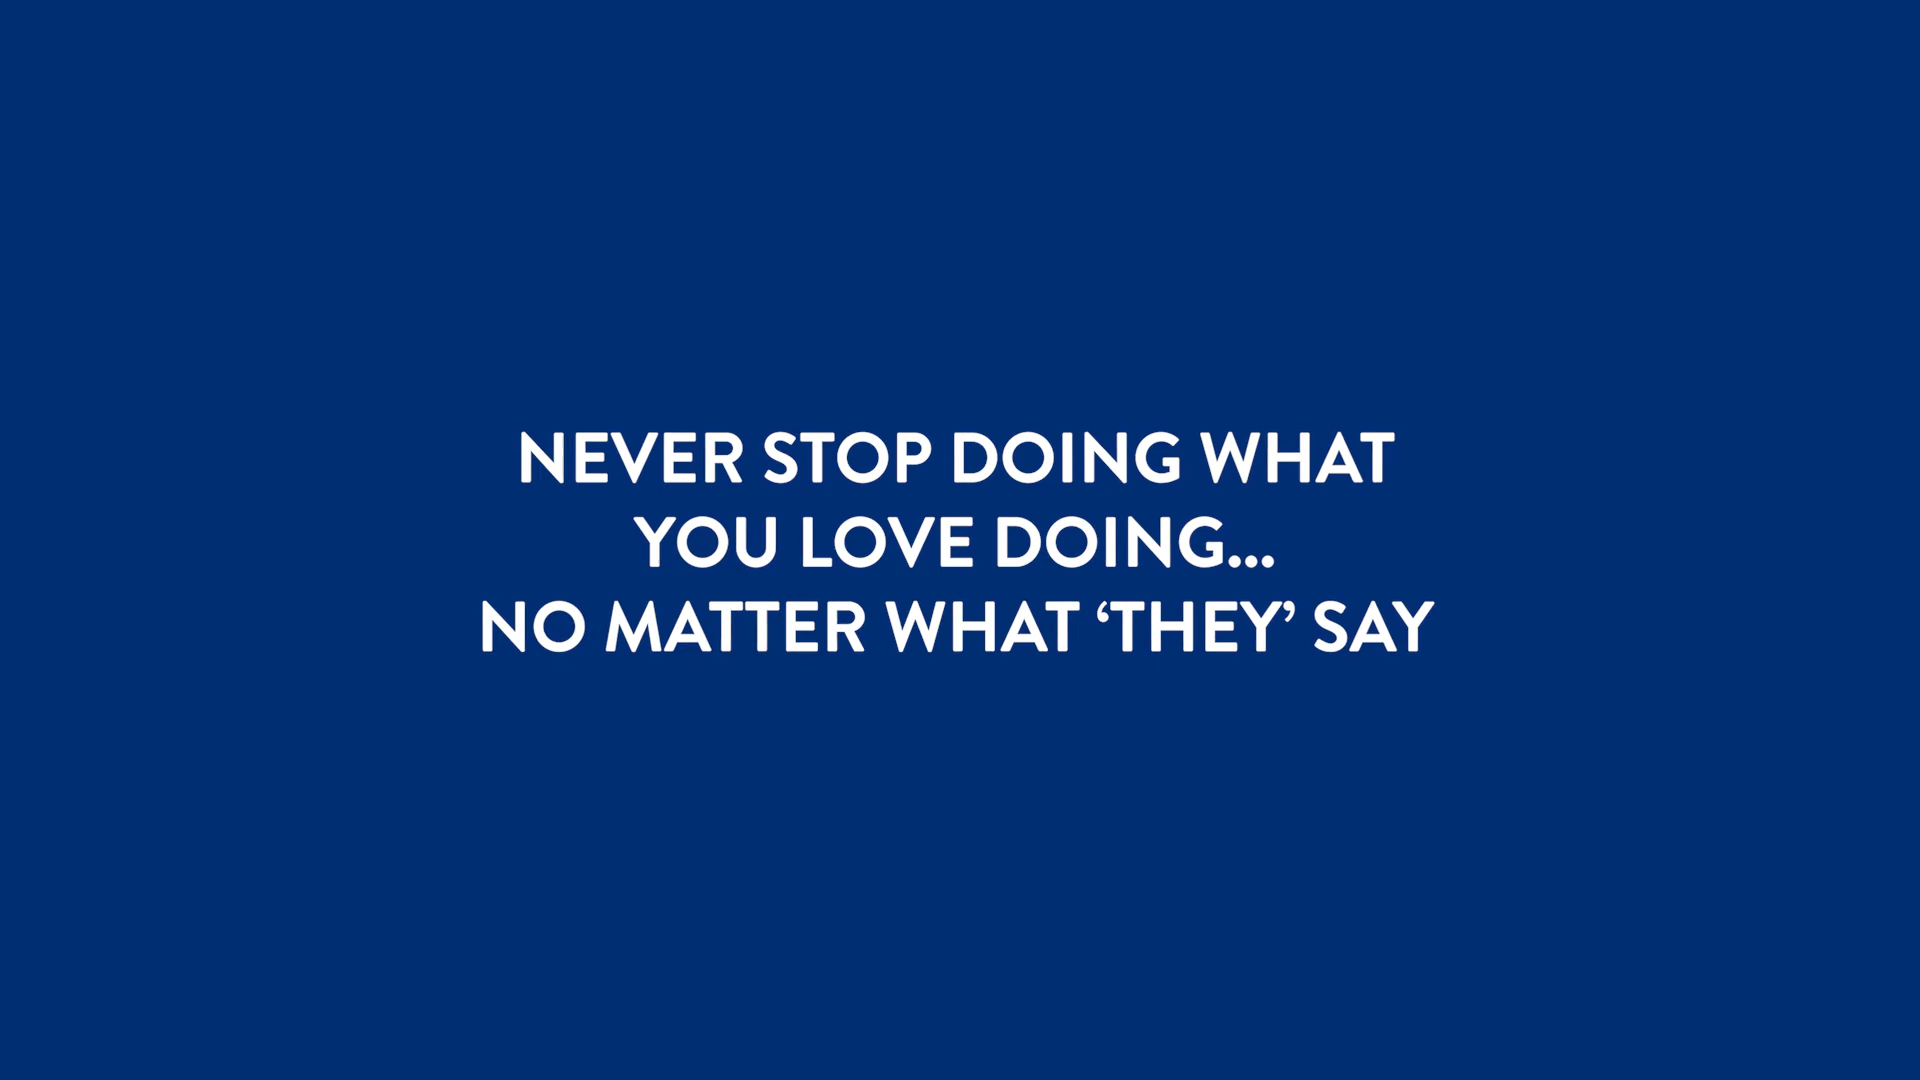 NEVER STOP DOING WHAT
YOU LOVE DOING...
NO MATTER WHAT ‘THEY’ SAY